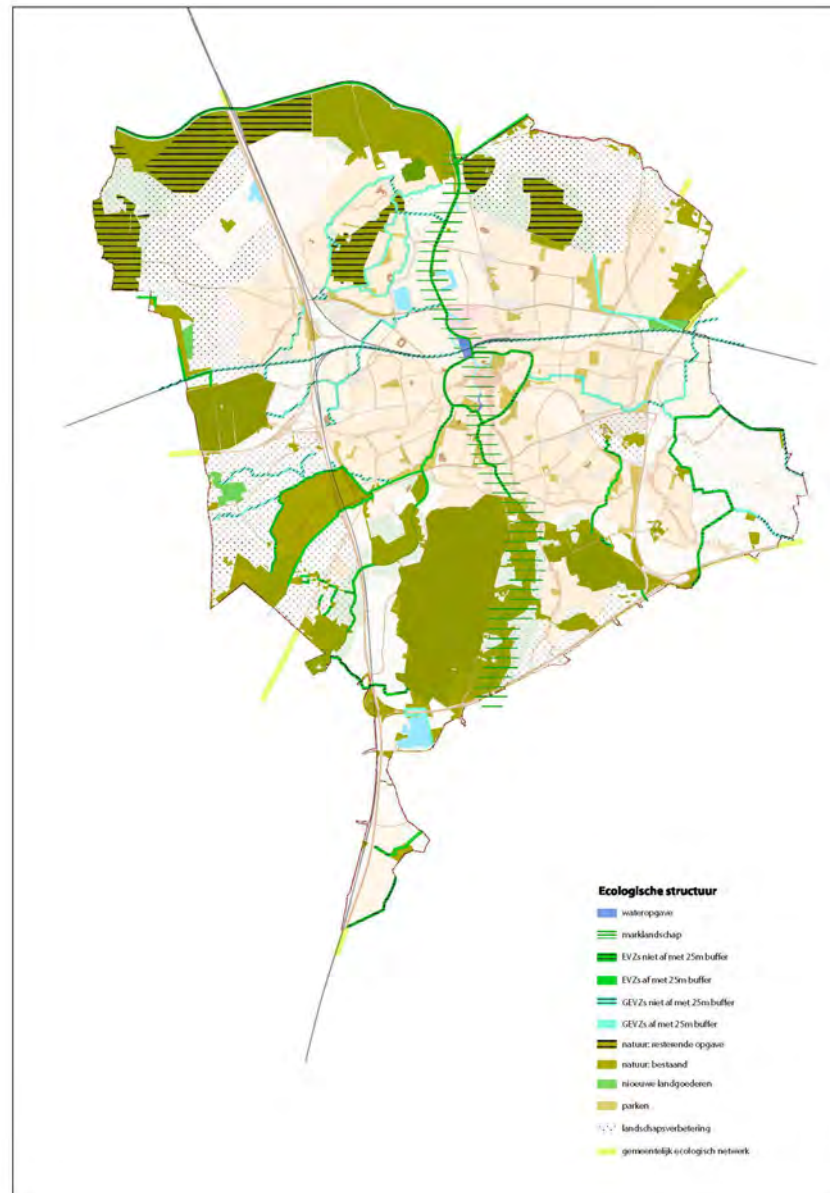 Ecologische structuur
wateropgave
marklandschap
EVZs niet af met 25m buffer
EVZs af met 25m buffer
GEVZs niet af met 25m buffer
GEVZs af met 25m buffer
natuur: resterende opgave
natuur: bestaand
nieuwe landgoederen
parken
landschapsverbetering
gemeentelijk ecologisch netwerk